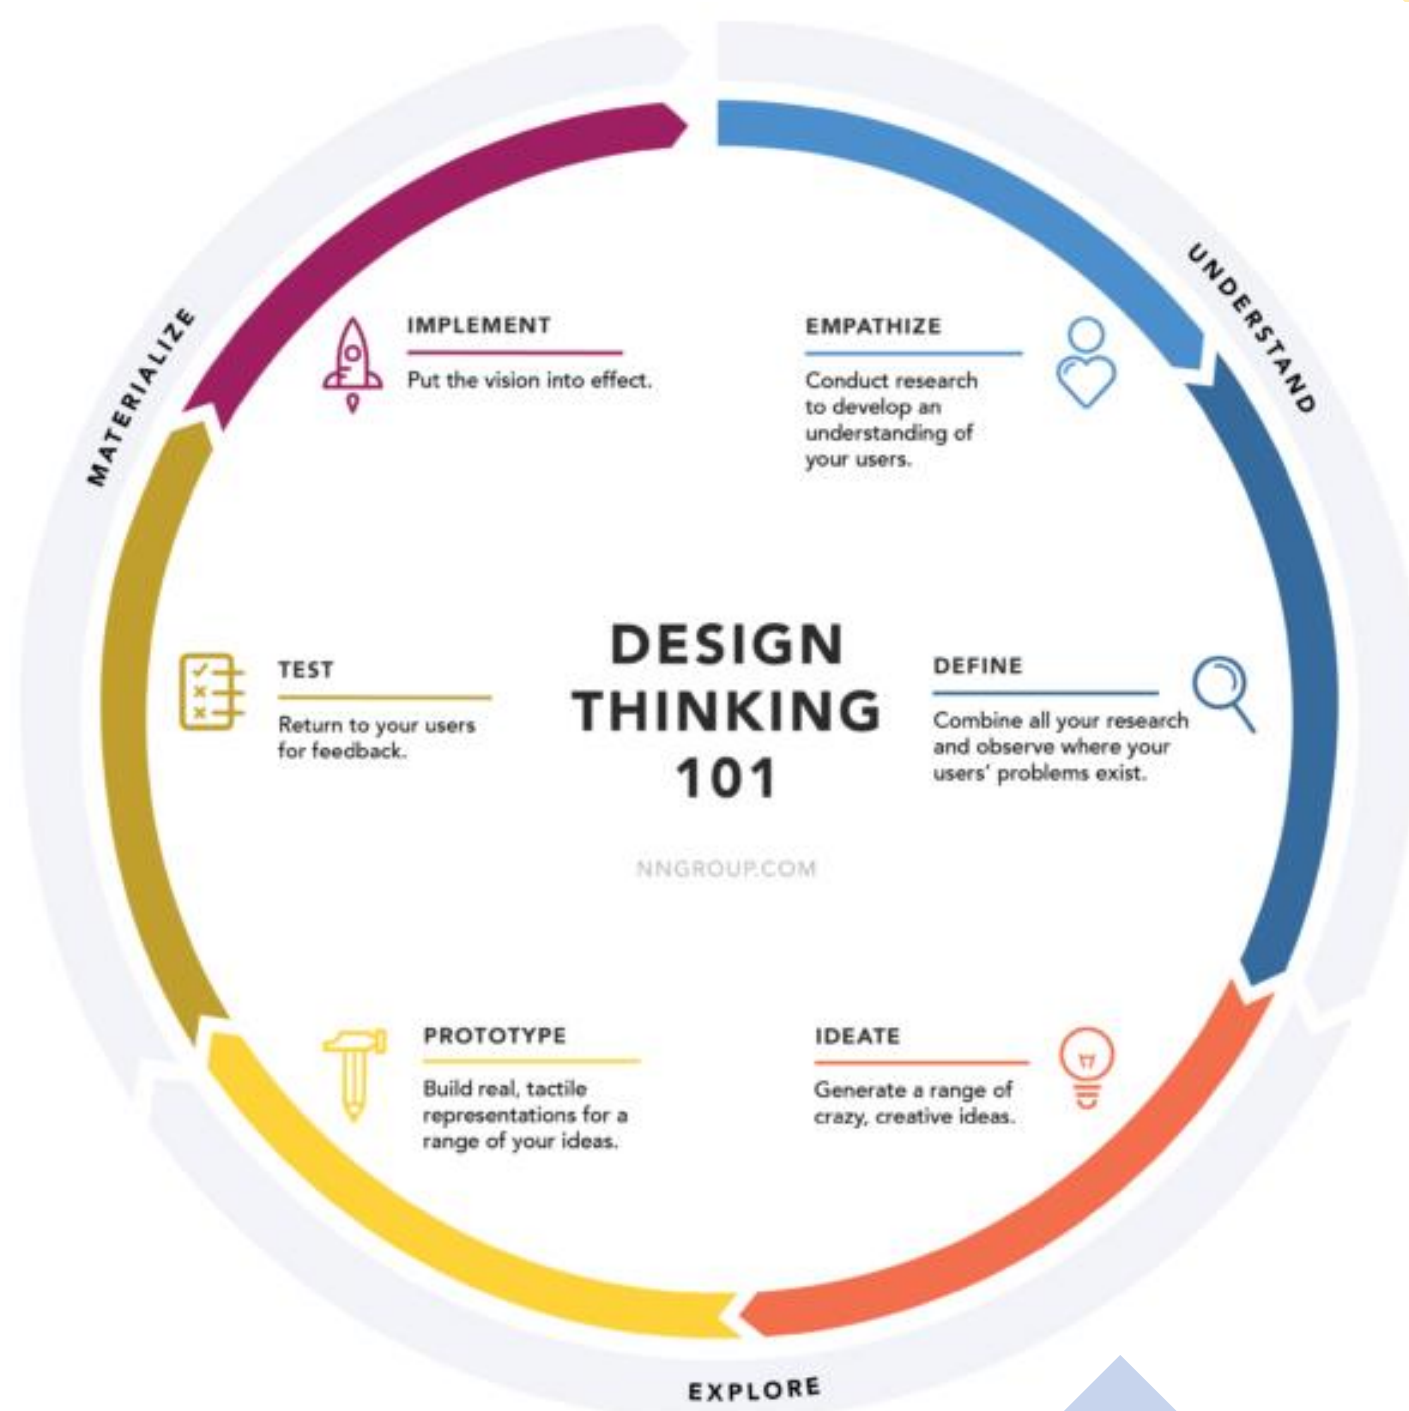 DESIGN
THINKING
101
NNGROUP.COM
UNDERSTAND
EMPATHIZE
Conduct research
to develop an
understanding of
your users.
DEFINE
Combine all your research
and observe where your
users’ problems exist.
EXPLORE
IDEATE
Generate a range of
crazy, creative ideas.
PROTOTYPE
Build real, tactile
representations for a
range of your ideas.
MATERIALIZE
TEST
Return to your users
for feedback.
IMPLEMENT
Put the vision into effect.